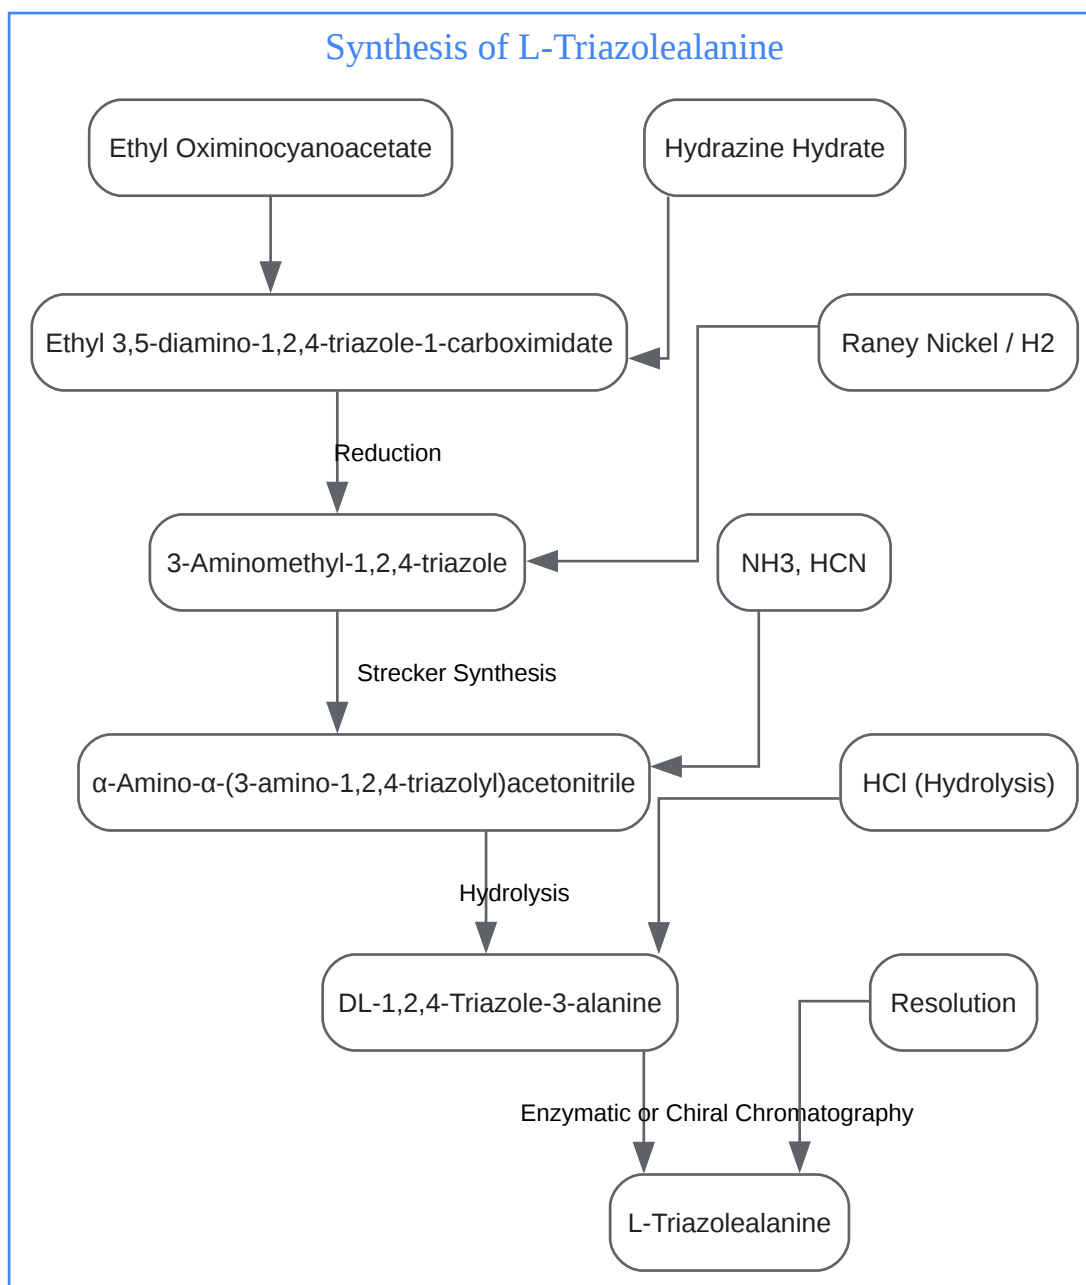 Synthesis of L-Triazolealanine
Ethyl Oximinocyanoacetate
Hydrazine Hydrate
Ethyl 3,5-diamino-1,2,4-triazole-1-carboximidate
Raney Nickel / H2
Reduction
3-Aminomethyl-1,2,4-triazole
NH3, HCN
Strecker Synthesis
α-Amino-α-(3-amino-1,2,4-triazolyl)acetonitrile
HCl (Hydrolysis)
Hydrolysis
DL-1,2,4-Triazole-3-alanine
Resolution
Enzymatic or Chiral Chromatography
L-Triazolealanine